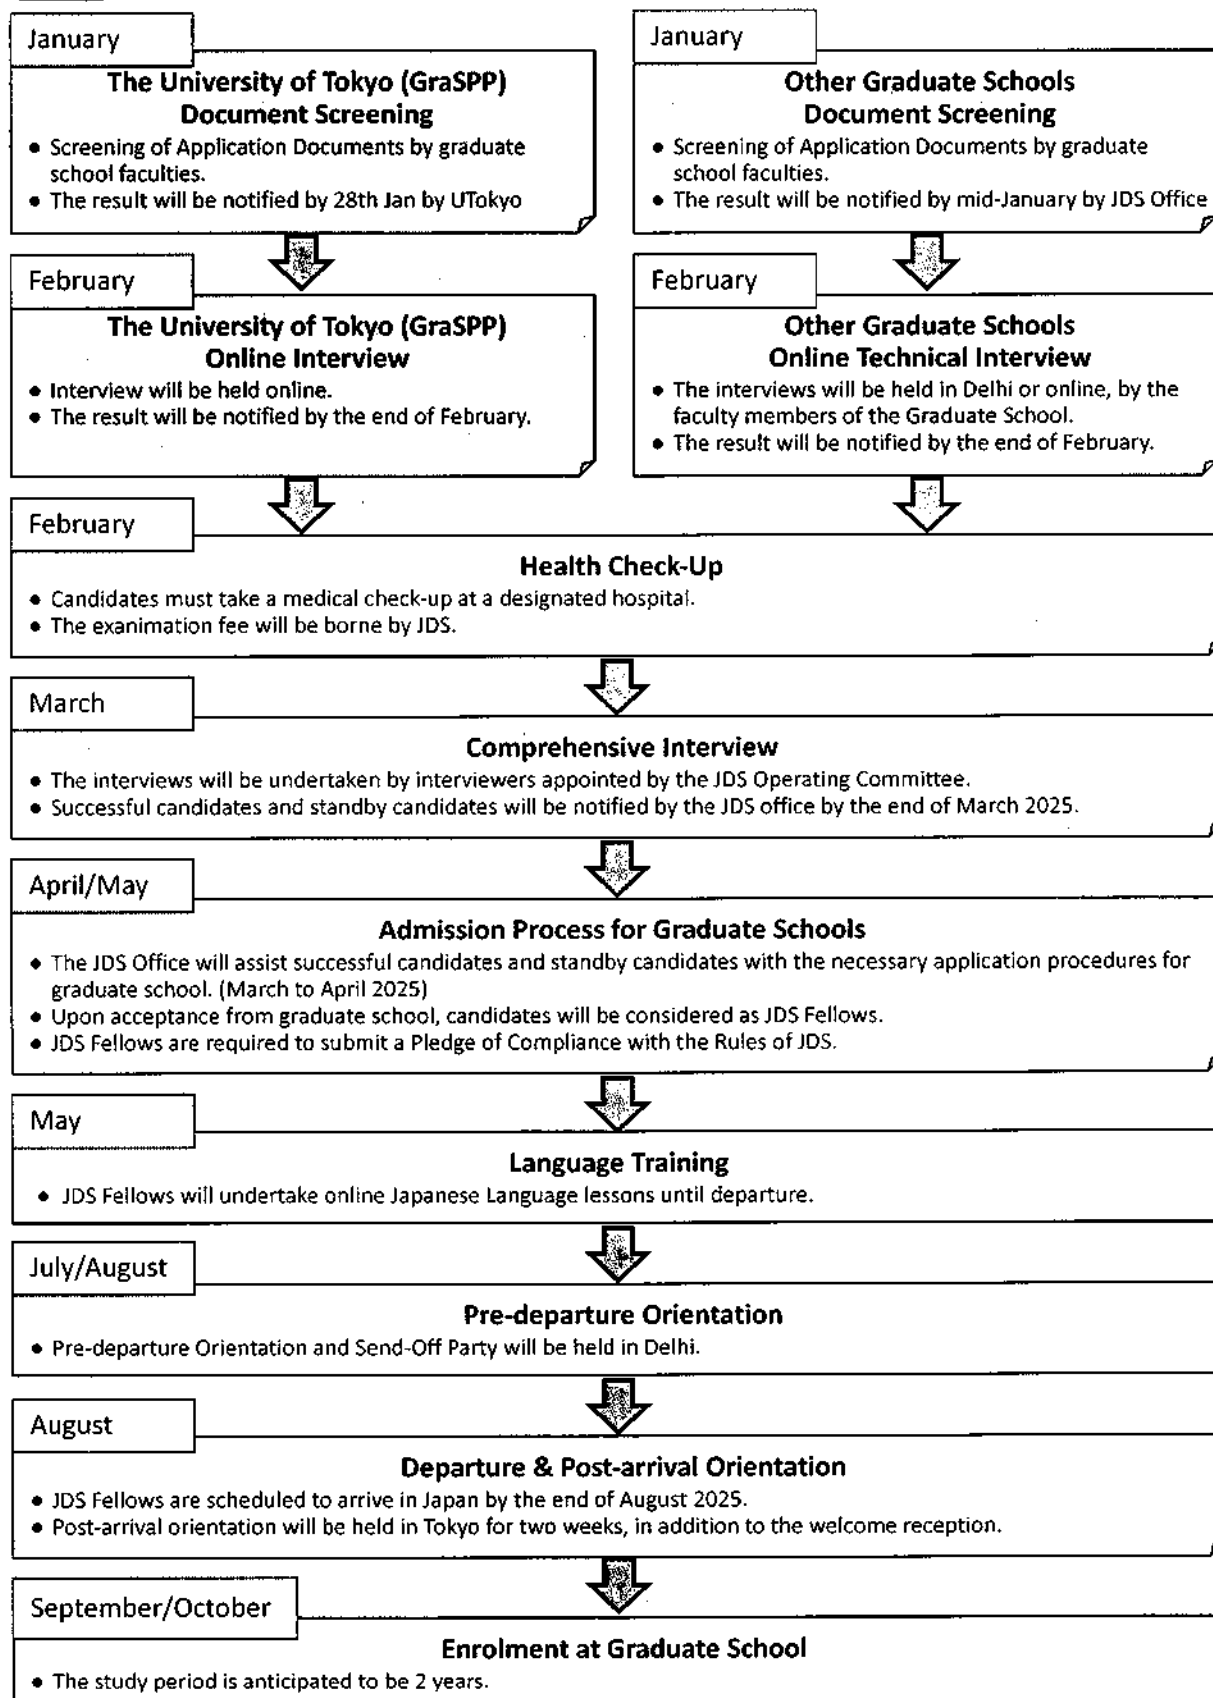 January
The University of Tokyo (GraSPP)
Document Screening
• Screening of Application Documents by graduate
school faculties.
• The result will be notified by 28th Jan by UTokyo
January
Other Graduate Schools
Document Screening
• Screening of Application Documents by graduate
school faculties.
• The result will be notified by mid-January by JDS Office
February
The University of Tokyo (GraSPP)
Online Interview
• Interview will be held online.
• The result will be notified by the end of February.
February
Other Graduate Schools
Online Technical Interview
• The interviews will be held in Delhi or online, by the
faculty members of the Graduate School.
• The result will be notified by the end of February.
February
Health Check-Up
• Candidates must take a medical check-up at a designated hospital.
• The exanimation fee will be borne by JDS.
March
Comprehensive Interview
• The interviews will be undertaken by interviewers appointed by the JDS Operating Committee.
• Successful candidates and standby candidates will be notified by the JDS office by the end of March 2025.
April/May
Admission Process for Graduate Schools
• The JDS Office will assist successful candidates and standby candidates with the necessary application procedures for
graduate school. (March to April 2025)
• Upon acceptance from graduate school, candidates will be considered as JDS Fellows.
• JDS Fellows are required to submit a Pledge of Compliance with the Rules of JDS.
May
Language Training
• JDS Fellows will undertake online Japanese Language lessons until departure.
July/August
Pre-departure Orientation
• Pre-departure Orientation and Send-Off Party will be held in Delhi.
August
Departure & Post-arrival Orientation
• JDS Fellows are scheduled to arrive in Japan by the end of August 2025.
• Post-arrival orientation will be held in Tokyo for two weeks, in addition to the welcome reception.
September/October
Enrolment at Graduate School
• The study period is anticipated to be 2 years.